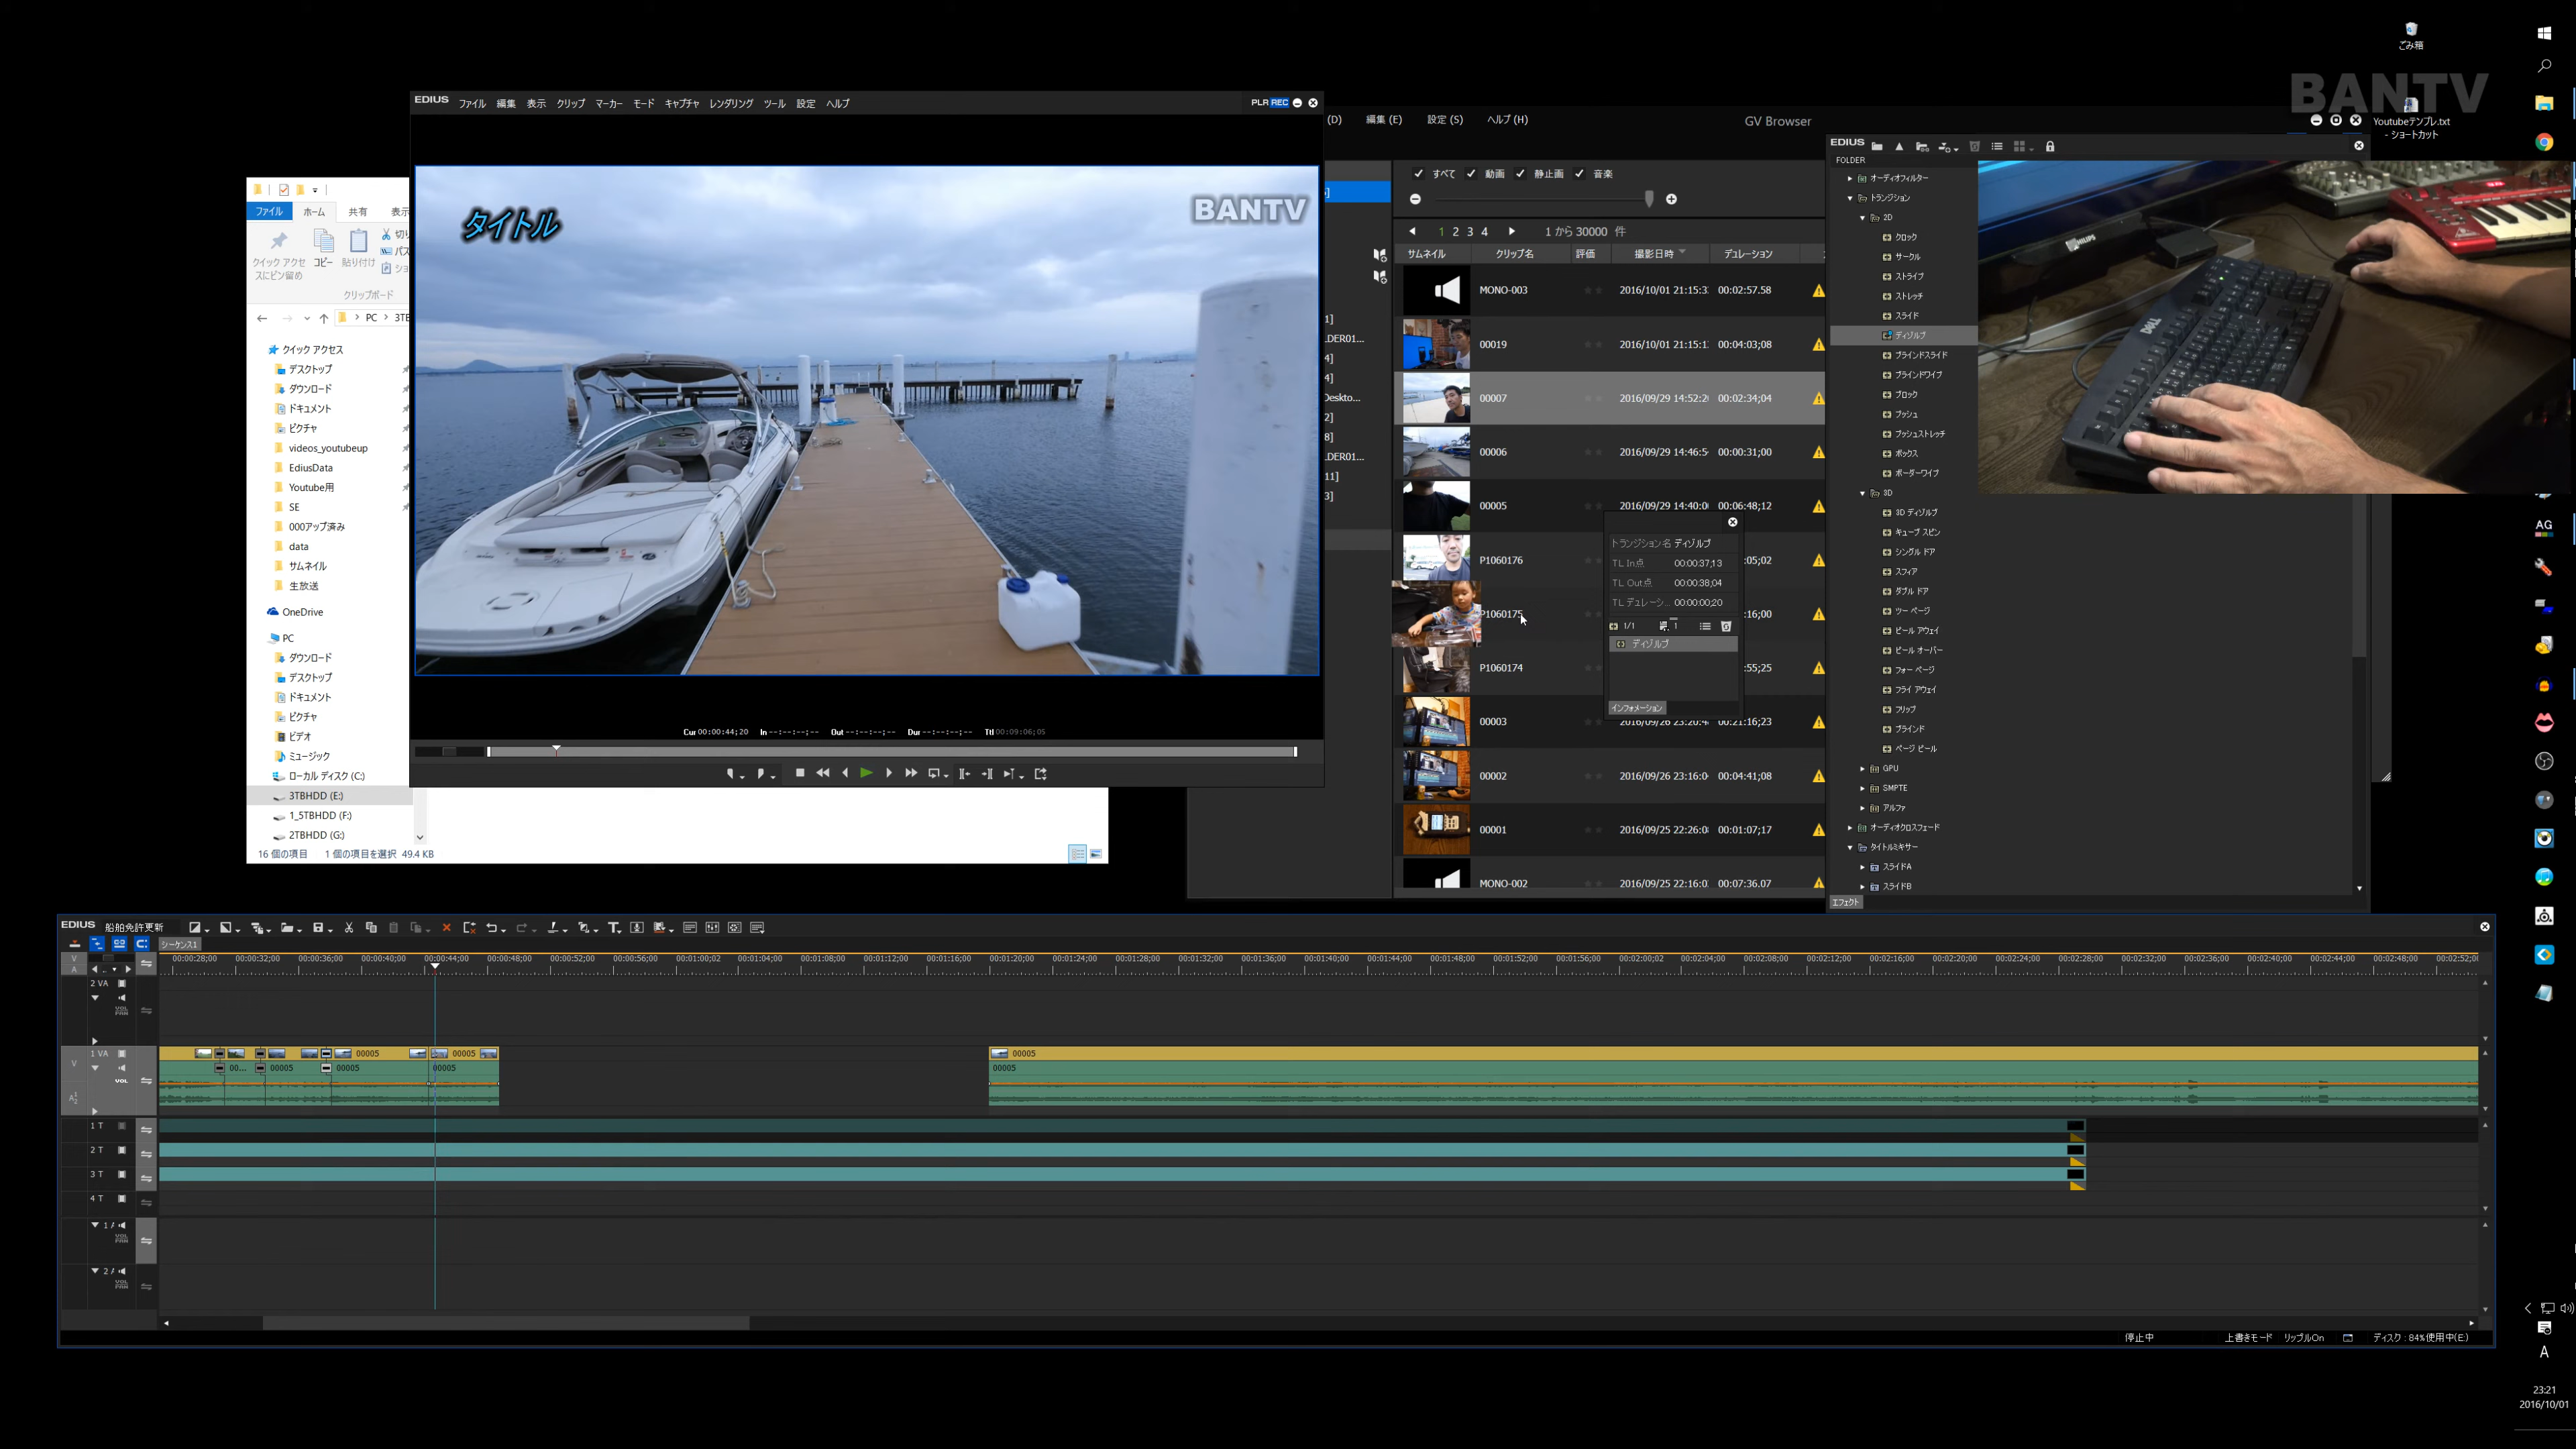 ごみ箱
BANTV
Youtubeテンプレ.txt
- ショートカット
EDIUS ファイル 編集 表示 クリップ マーカー モード キャプチャ レンダリング ツール 設定 ヘルプ
PLR REC
タイトル
BANTV
Cur 00:00:44;20 In --:--:--;-- Out --:--:--;-- Dur --:--:--;-- Ttl 00:09:06;05
ファイル ホーム 共有 表示
クイック アクセ
スにピン留め
コピー
貼り付け
クリップボード
PC
クイック アクセス
デスクトップ
ダウンロード
ドキュメント
ピクチャ
videos_youtubeup
EdiusData
Youtube用
SE
000アップ済み
data
サムネイル
生放送
OneDrive
PC
ダウンロード
デスクトップ
ドキュメント
ピクチャ
ビデオ
ミュージック
ローカル ディスク (C:)
3TBHDD (E:)
1_5TBHDD (F:)
2TBHDD (G:)
16 個の項目 1 個の項目を選択 49.4 KB
(D) 編集 (E) 設定 (S) ヘルプ (H)
GV Browser
すべて 動画 静止画 音楽
1 2 3 4
1 から 30000 件
サムネイル クリップ名 評価 撮影日時 デュレーション
MONO-003 2016/10/01 21:15:3 00:02:57.58
00019 2016/10/01 21:15:1 00:04:03;08
00007 2016/09/29 14:52:2 00:02:34;04
00006 2016/09/29 14:46:5 00:00:31;00
00005 2016/09/29 14:40:0 00:06:48;12
P1060176 :05;02
P1060175 :16;00
P1060174 :55;25
00003 2016/09/26 23:20:4 00:21:16;23
00002 2016/09/26 23:16:0 00:04:41;08
00001 2016/09/25 22:26:0 00:01:07;17
MONO-002 2016/09/25 22:16:0 00:07:36.07
トランジション名 ディゾルブ
TL In点 00:00:37;13
TL Out点 00:00:38;04
TL デュレーシ... 00:00:00;20
1/1
1
ディゾルブ
インフォメーション
EDIUS
FOLDER
オーディオフィルター
トランジション
2D
クロック
サークル
ストライプ
ストレッチ
スライド
ディゾルブ
ブラインドスライド
ブラインドワイプ
ブロック
プッシュ
プッシュストレッチ
ボックス
ボーダーワイプ
3D
3D ディゾルブ
キューブ スピン
シングル ドア
スフィア
ダブル ドア
ツー ページ
ピール アウェイ
ピール オーバー
フォー ページ
フライ アウェイ
フリップ
ブラインド
ページ ピール
GPU
SMPTE
アルファ
オーディオクロスフェード
タイトルミキサー
スライドA
スライドB
エフェクト
PHILIPS
DELL
EDIUS 船舶免許更新
シーケンス1
00:00:28;00 00:00:32;00 00:00:36;00 00:00:40;00 00:00:44;00 00:00:48;00 00:00:52;00 00:00:56;00 00:01:00;02 00:01:04;00 00:01:08;00 00:01:12;00 00:01:16;00 00:01:20;00 00:01:24;00 00:01:28;00 00:01:32;00 00:01:36;00 00:01:40;00 00:01:44;00 00:01:48;00 00:01:52;00 00:01:56;00 00:02:00;02 00:02:04;00 00:02:08;00 00:02:12;00 00:02:16;00 00:02:20;00 00:02:24;00 00:02:28;00 00:02:32;00 00:02:36;00 00:02:40;00 00:02:44;00 00:02:48;00
2 VA
1 VA
00005 00005 00005
00... 00005 00005 00005 00005
1 T
2 T
3 T
4 T
停止中 上書きモード リップルOn ディスク : 84%使用中(E:)
AG
A
23:21
2016/10/01